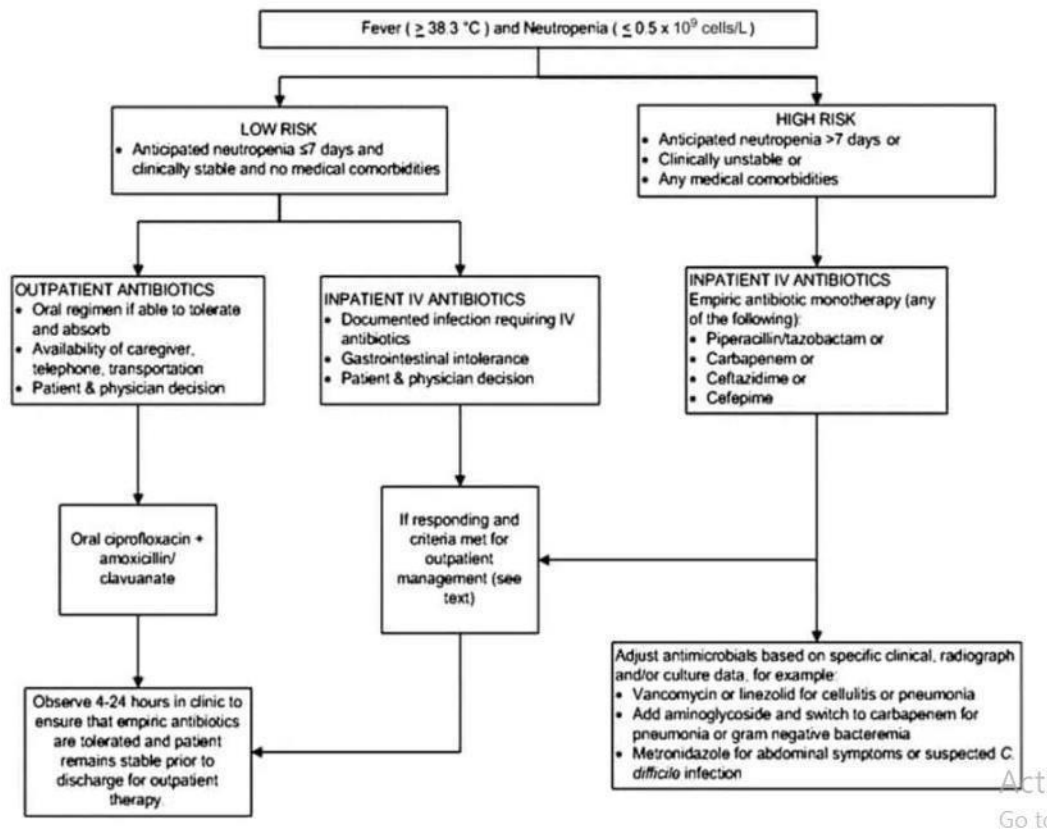 Fever ( ≥ 38.3 °C ) and Neutropenia ( ≤ 0.5 x 10⁹ cells/L )
LOW RISK
• Anticipated neutropenia ≤7 days and
clinically stable and no medical comorbidities
HIGH RISK
• Anticipated neutropenia >7 days or
• Clinically unstable or
• Any medical comorbidities
OUTPATIENT ANTIBIOTICS
• Oral regimen if able to tolerate
and absorb
• Availability of caregiver,
telephone, transportation
• Patient & physician decision
INPATIENT IV ANTIBIOTICS
• Documented infection requiring IV
antibiotics
• Gastrointestinal intolerance
• Patient & physician decision
INPATIENT IV ANTIBIOTICS
Empiric antibiotic monotherapy (any
of the following):
• Piperacillin/tazobactam or
• Carbapenem or
• Ceftazidime or
• Cefepime
Oral ciprofloxacin +
amoxicillin/
clavuanate
If responding and
criteria met for
outpatient
management (see
text)
Observe 4-24 hours in clinic to
ensure that empiric antibiotics
are tolerated and patient
remains stable prior to
discharge for outpatient
therapy.
Adjust antimicrobials based on specific clinical, radiograph
and/or culture data, for example:
• Vancomycin or linezolid for cellulitis or pneumonia
• Add aminoglycoside and switch to carbapenem for
pneumonia or gram negative bacteremia
• Metronidazole for abdominal symptoms or suspected C.
difficile infection
Act
Go to